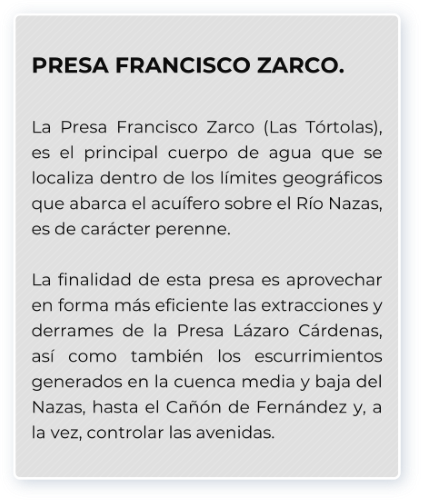 PRESA FRANCISCO ZARCO.
La Presa Francisco Zarco (Las Tórtolas),
es el principal cuerpo de agua que se
localiza dentro de los límites geográficos
que abarca el acuífero sobre el Río Nazas,
es de carácter perenne.
La finalidad de esta presa es aprovechar
en forma más eficiente las extracciones y
derrames de la Presa Lázaro Cárdenas,
así como también los escurrimientos
generados en la cuenca media y baja del
Nazas, hasta el Cañón de Fernández y, a
la vez, controlar las avenidas.